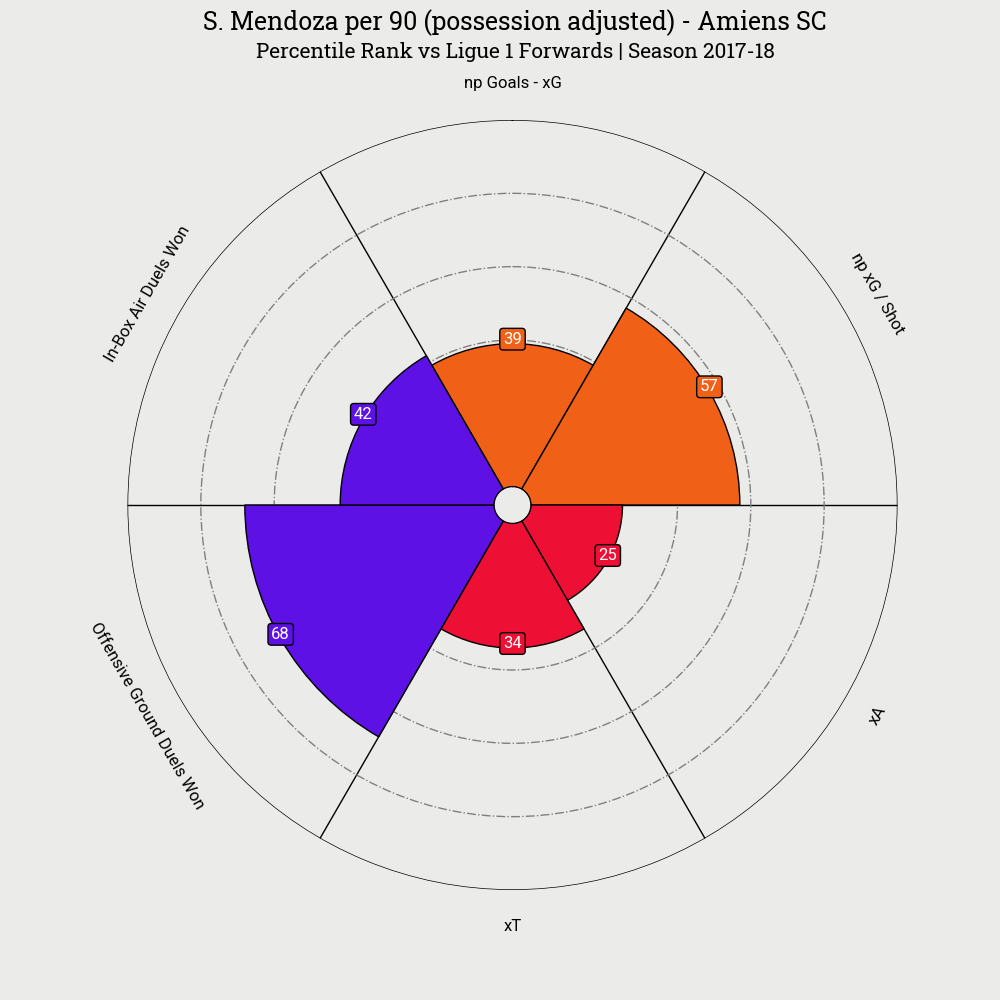 S. Mendoza per 90 (possession adjusted) - Amiens SC
Percentile Rank vs Ligue 1 Forwards | Season 2017-18
np Goals - xG
In-Box Air Duels Won
np xG / Shot
39
57
42
25
68
34
Offensive Ground Duels Won
xA
xT